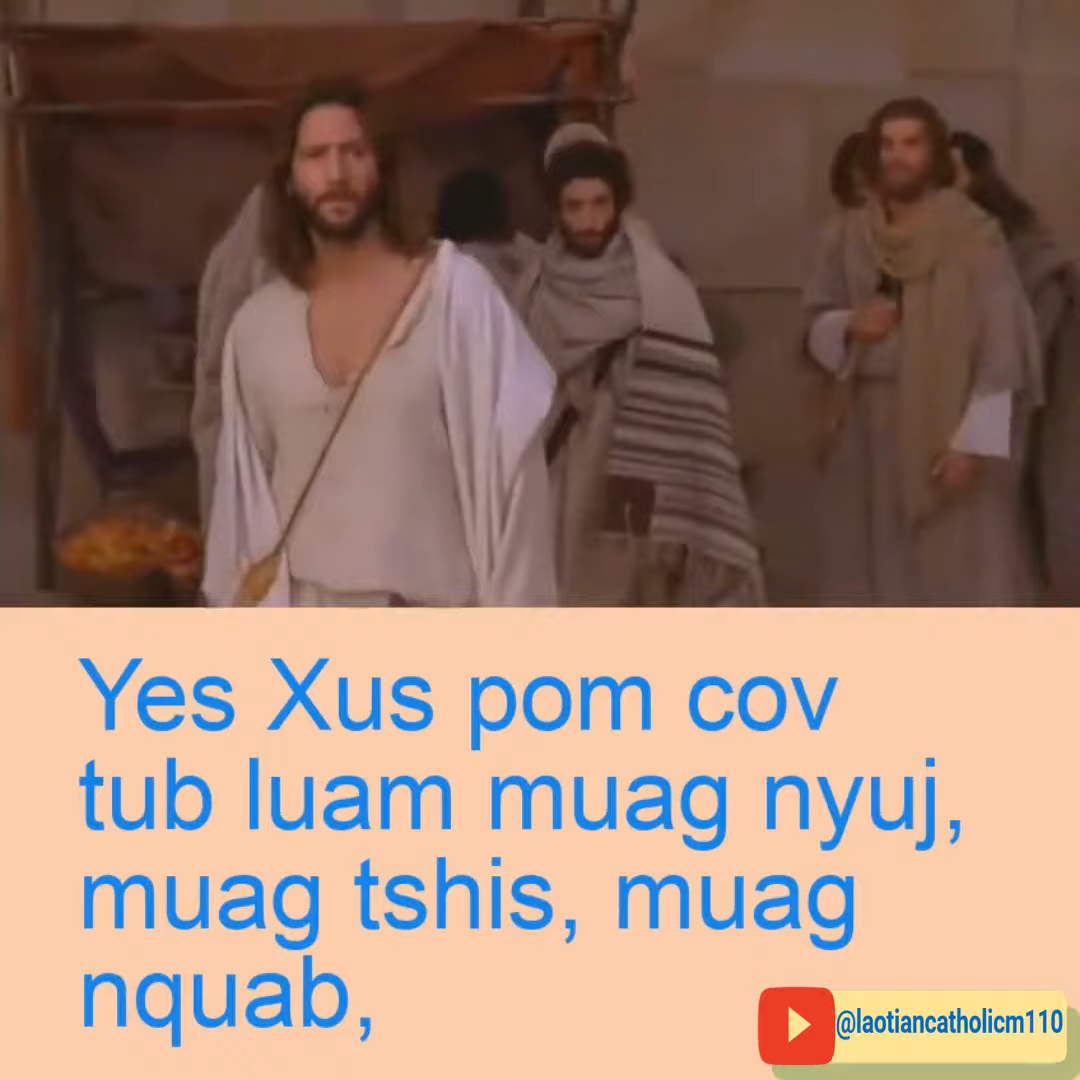 Yes Xus pom cov
tub luam muag nyuj,
muag tshis, muag
nquab,
@laotiancatholicm110